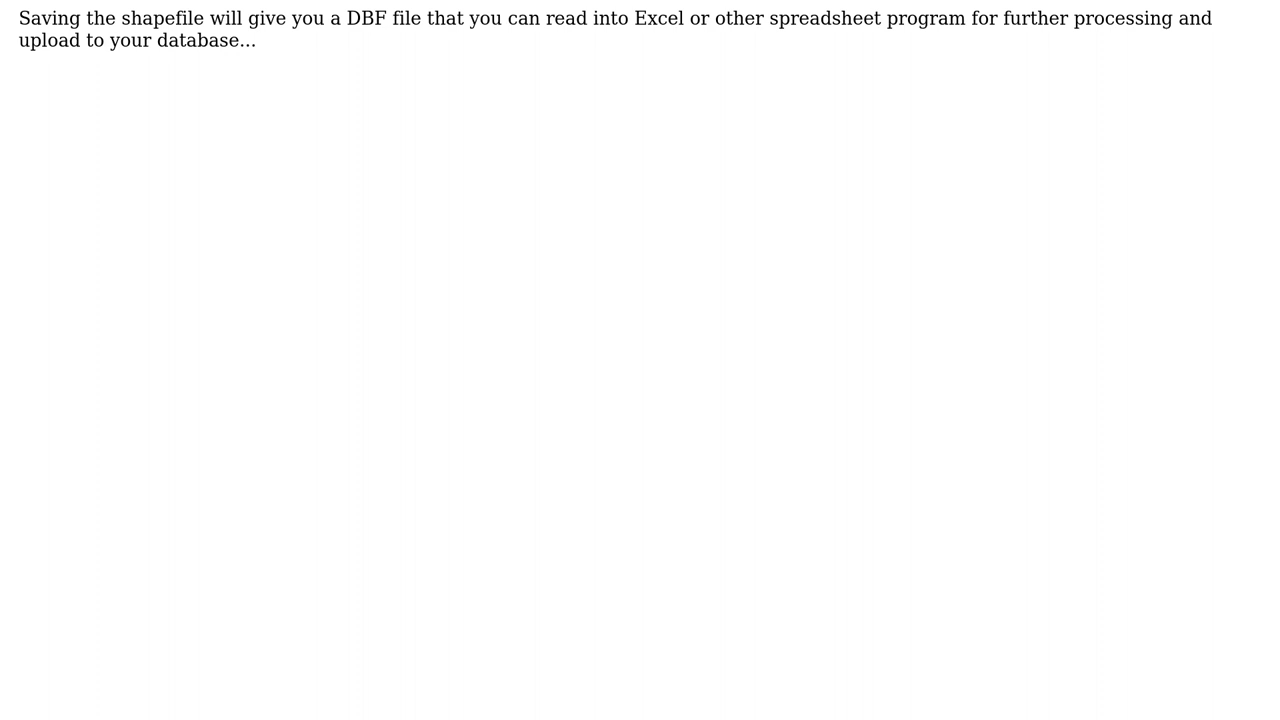 Saving the shapefile will give you a DBF file that you can read into Excel or other spreadsheet program for further processing and
upload to your database...